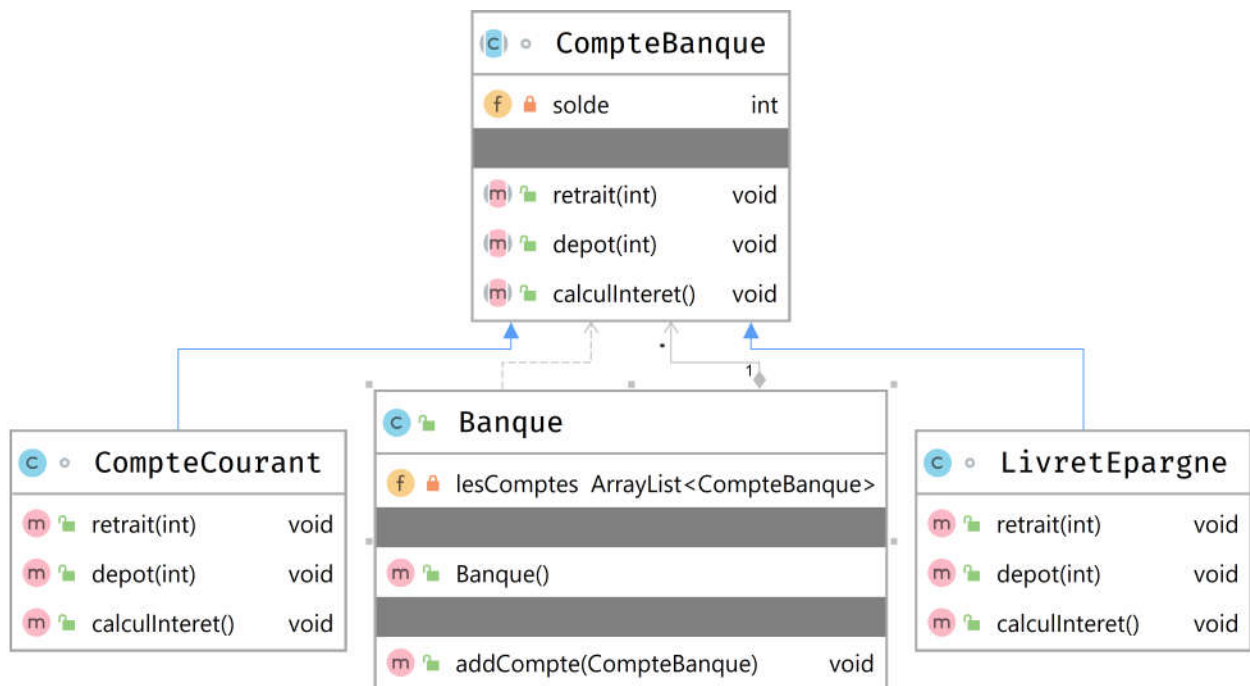 CompteBanque
solde int
retrait(int) void
depot(int) void
calculInteret() void
*
1
CompteCourant
retrait(int) void
depot(int) void
calculInteret() void
Banque
lesComptes ArrayList<CompteBanque>
Banque()
addCompte(CompteBanque) void
LivretEpargne
retrait(int) void
depot(int) void
calculInteret() void